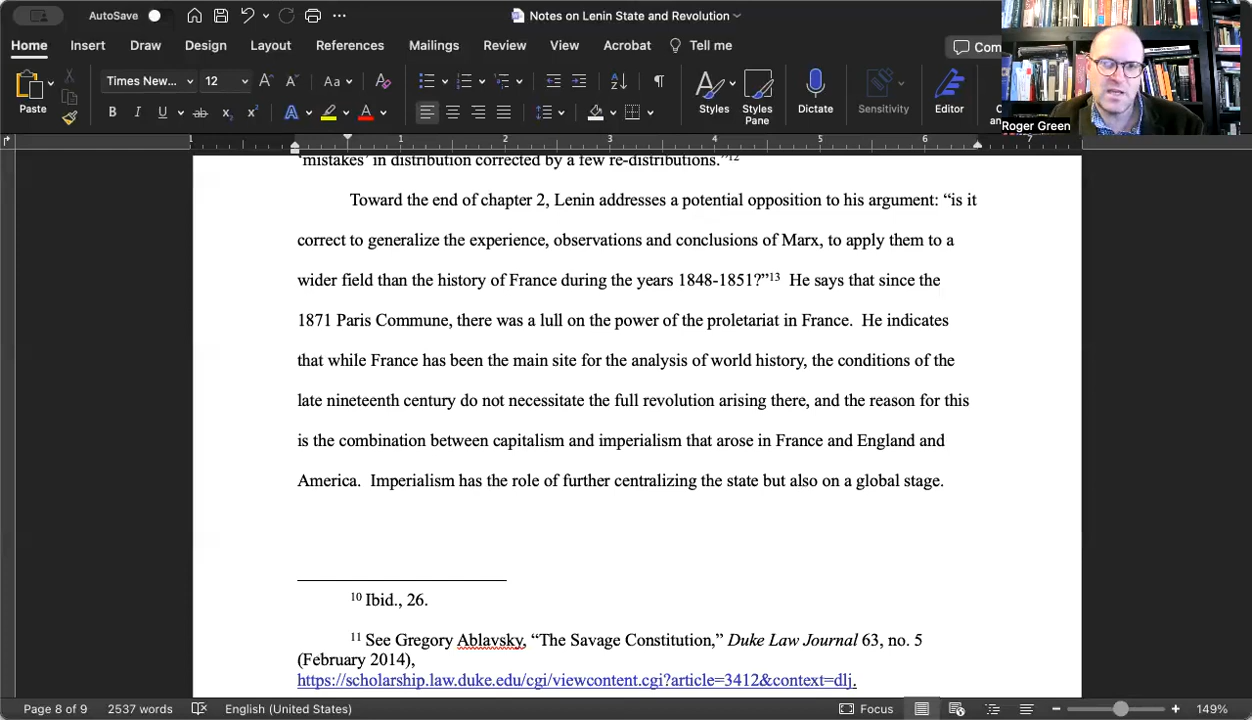 AutoSave
Notes on Lenin State and Revolution
Home Insert Draw Design Layout References Mailings Review View Acrobat Tell me Com
Paste Times New... 12 Aa Styles Styles Pane Dictate Sensitivity Editor
Roger Green
1 1 2 3 4 5 6 7
‘mistakes’ in distribution corrected by a few re-distributions.”12
Toward the end of chapter 2, Lenin addresses a potential opposition to his argument: “is it
correct to generalize the experience, observations and conclusions of Marx, to apply them to a
wider field than the history of France during the years 1848-1851?”13 He says that since the
1871 Paris Commune, there was a lull on the power of the proletariat in France. He indicates
that while France has been the main site for the analysis of world history, the conditions of the
late nineteenth century do not necessitate the full revolution arising there, and the reason for this
is the combination between capitalism and imperialism that arose in France and England and
America. Imperialism has the role of further centralizing the state but also on a global stage.
10 Ibid., 26.
11 See Gregory Ablavsky, “The Savage Constitution,” Duke Law Journal 63, no. 5
(February 2014),
https://scholarship.law.duke.edu/cgi/viewcontent.cgi?article=3412&context=dlj.
Page 8 of 9 2537 words English (United States) Focus 149%